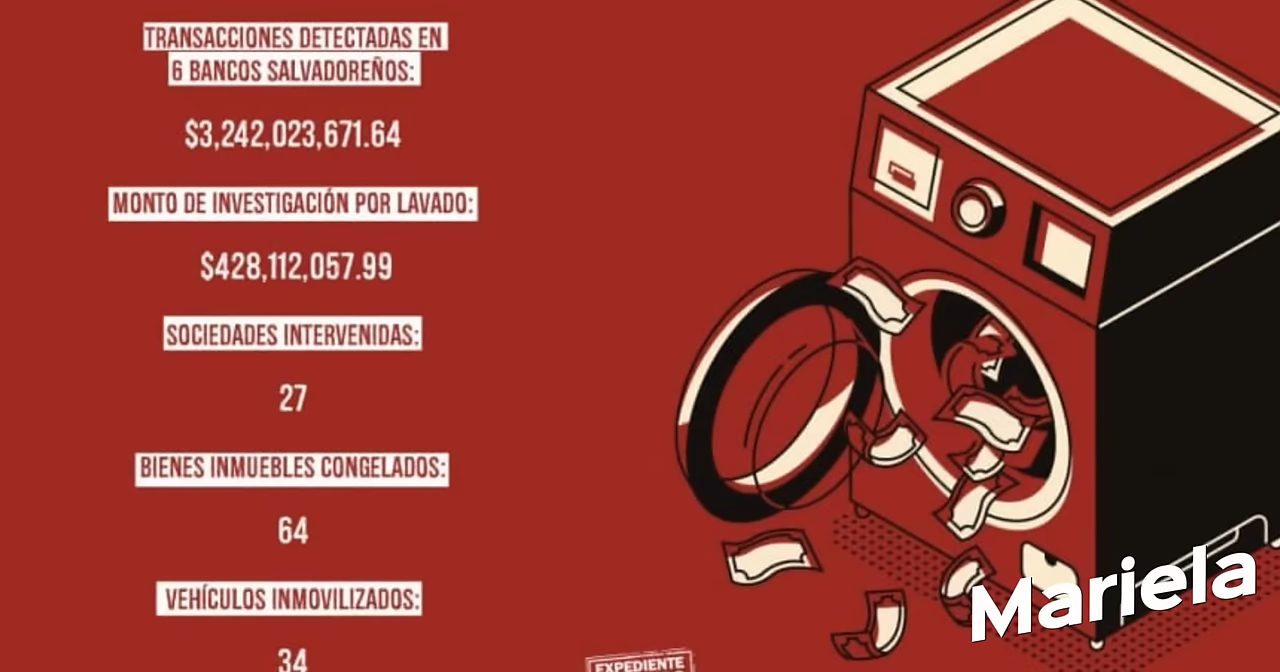 TRANSACCIONES DETECTADAS EN
6 BANCOS SALVADOREÑOS:
$3,242,023,671.64
MONTO DE INVESTIGACIÓN POR LAVADO:
$428,112,057.99
SOCIEDADES INTERVENIDAS:
27
BIENES INMUEBLES CONGELADOS:
64
VEHÍCULOS INMOVILIZADOS:
34
EXPEDIENTE
Mariela